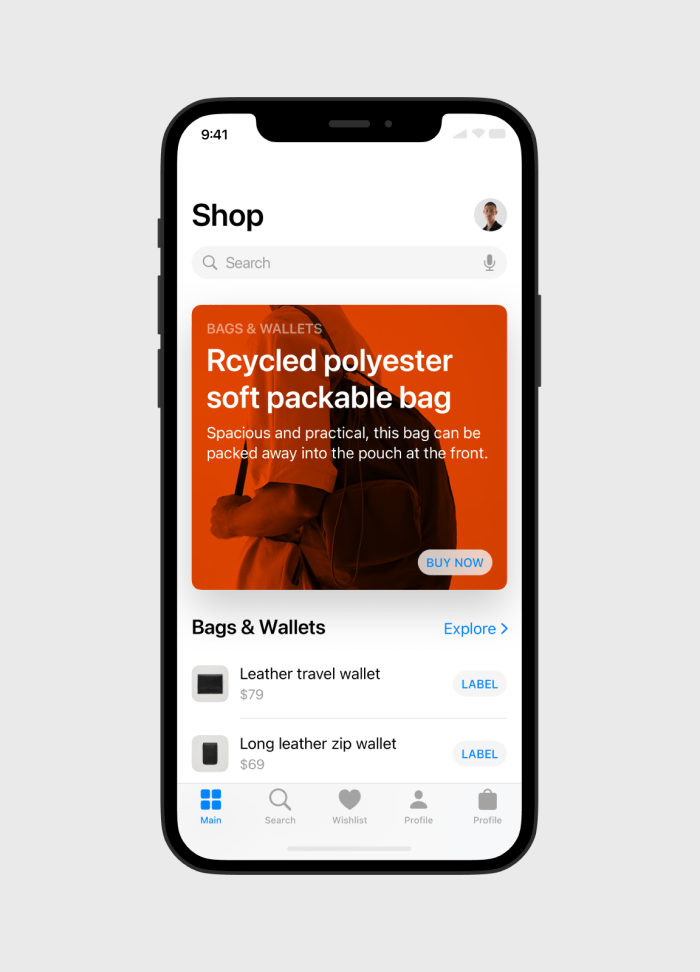 9:41
Shop
Search
BAGS & WALLETS
Rcycled polyester
soft packable bag
Spacious and practical, this bag can be
packed away into the pouch at the front.
BUY NOW
Bags & Wallets
Explore
Leather travel wallet
$79
LABEL
Long leather zip wallet
$69
LABEL
Main
Search
Wishlist
Profile
Profile